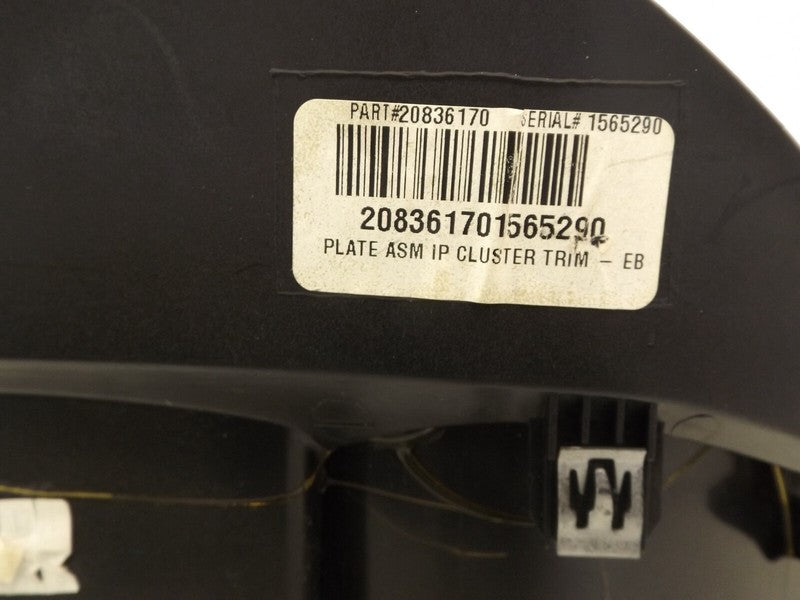 PART#20836170 SERIAL# 1565290
208361701565290
PLATE ASM IP CLUSTER TRIM – EB